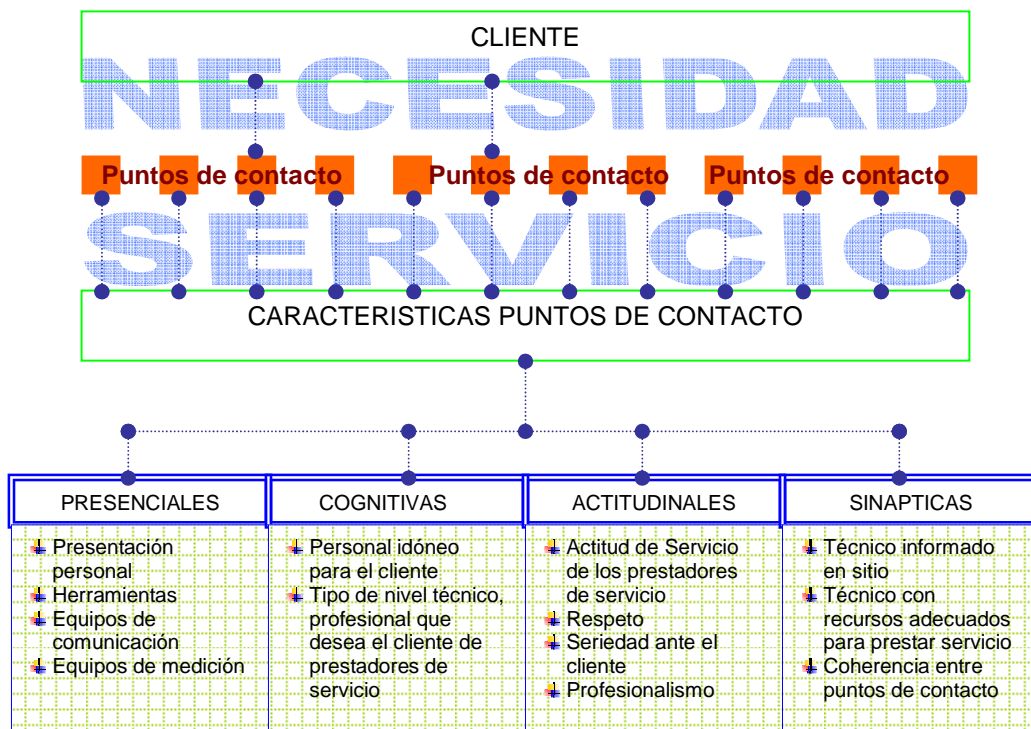 CLIENTE
NECESIDAD
Puntos de contacto Puntos de contacto Puntos de contacto
SERVICIO
CARACTERISTICAS PUNTOS DE CONTACTO
PRESENCIALES
Presentación
personal
Herramientas
Equipos de
comunicación
Equipos de medición
COGNITIVAS
Personal idóneo
para el cliente
Tipo de nivel técnico,
profesional que
desea el cliente de
prestadores de
servicio
ACTITUDINALES
Actitud de Servicio
de los prestadores
de servicio
Respeto
Seriedad ante el
cliente
Profesionalismo
SINAPTICAS
Técnico informado
en sitio
Técnico con
recursos adecuados
para prestar servicio
Coherencia entre
puntos de contacto